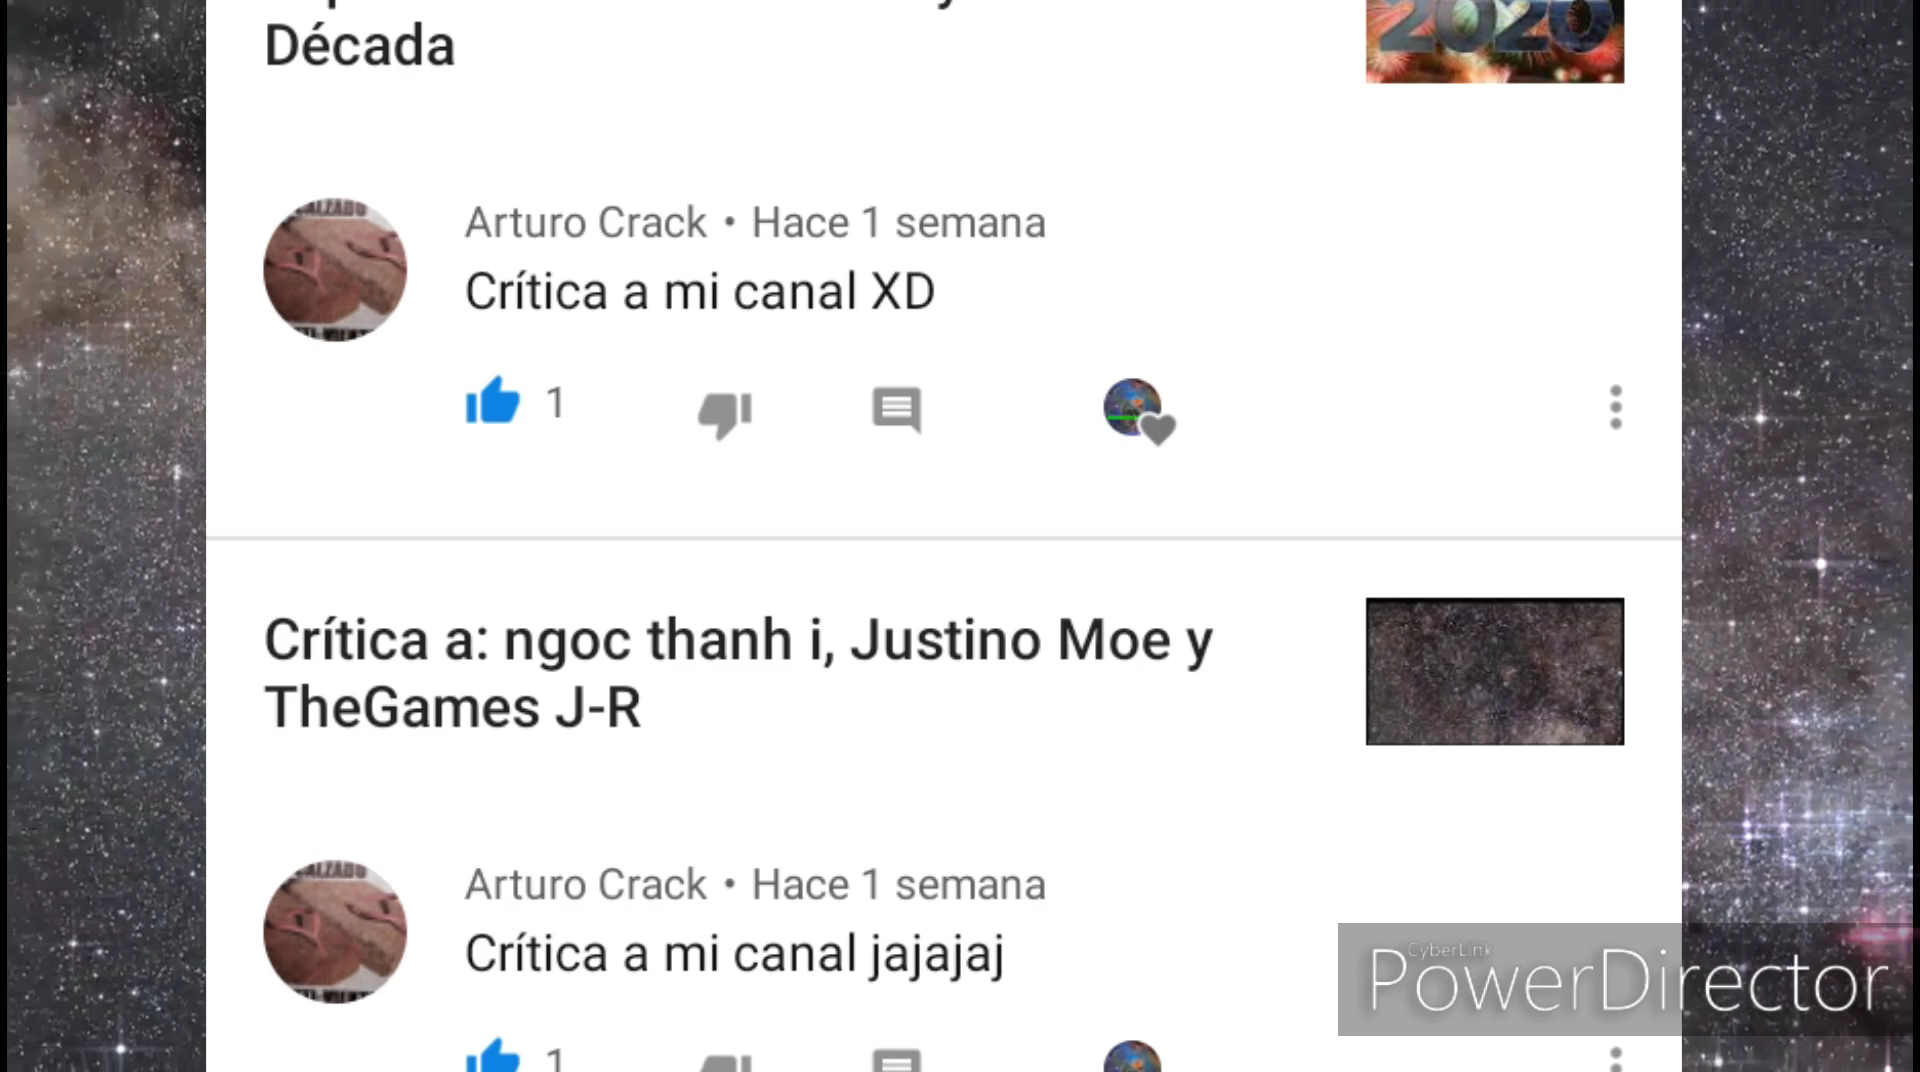 Década
2020
Arturo Crack • Hace 1 semana
Crítica a mi canal XD
1
Crítica a: ngoc thanh i, Justino Moe y
TheGames J-R
Arturo Crack • Hace 1 semana
Crítica a mi canal jajajaj
CyberLink
PowerDirector
1